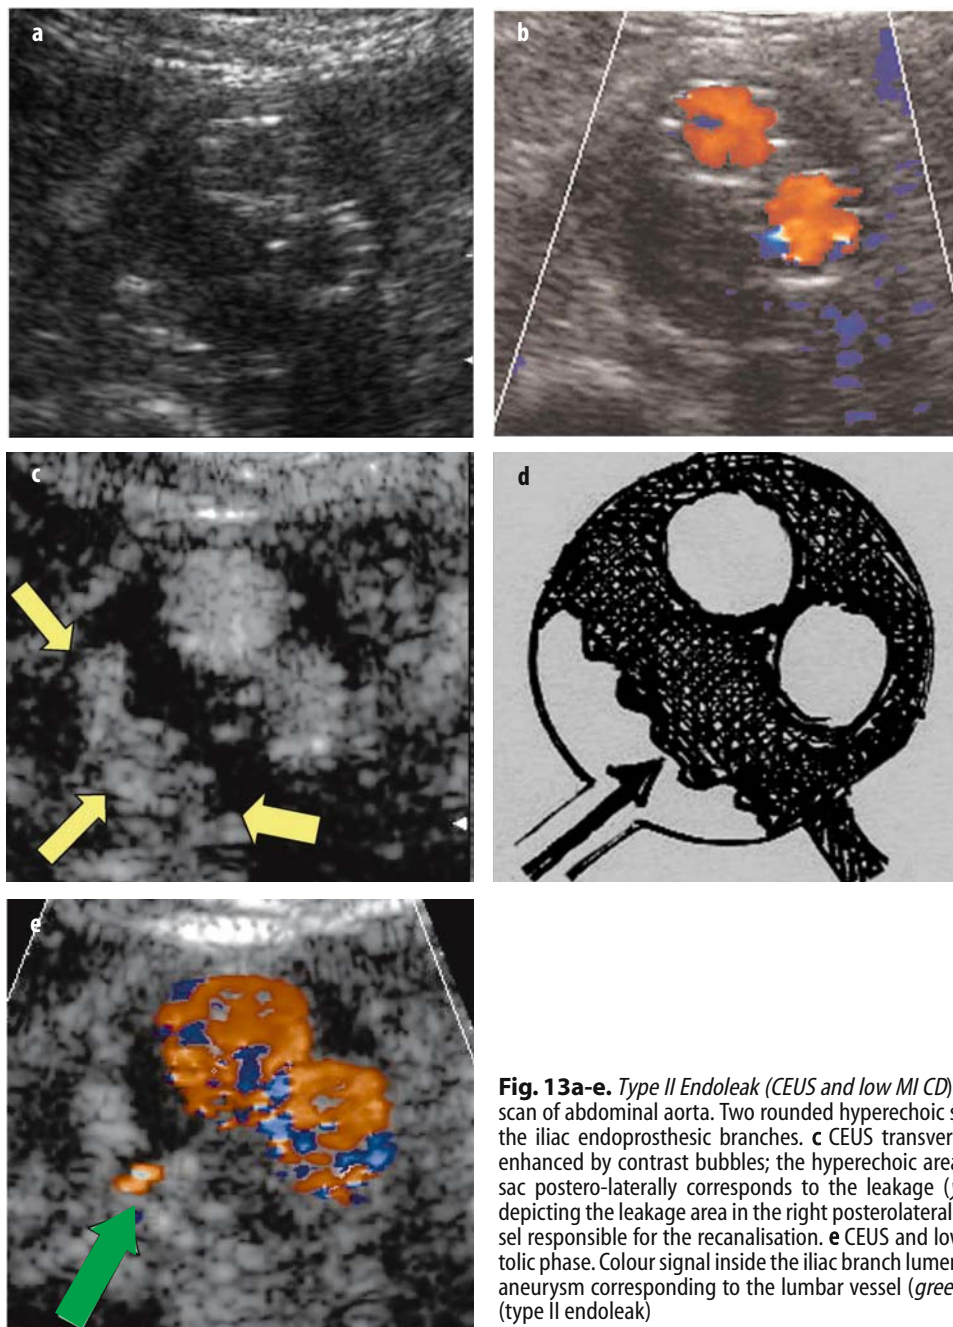 a
b
c
d
e
Fig. 13a-e. Type II Endoleak (CEUS and low MI CD)
scan of abdominal aorta. Two rounded hyperechoic s
the iliac endoprosthesic branches. c CEUS transver
enhanced by contrast bubbles; the hyperechoic area
sac postero-laterally corresponds to the leakage (
depicting the leakage area in the right posterolateral
sel responsible for the recanalisation. e CEUS and low
tolic phase. Colour signal inside the iliac branch lumen
aneurysm corresponding to the lumbar vessel (gree
(type II endoleak)